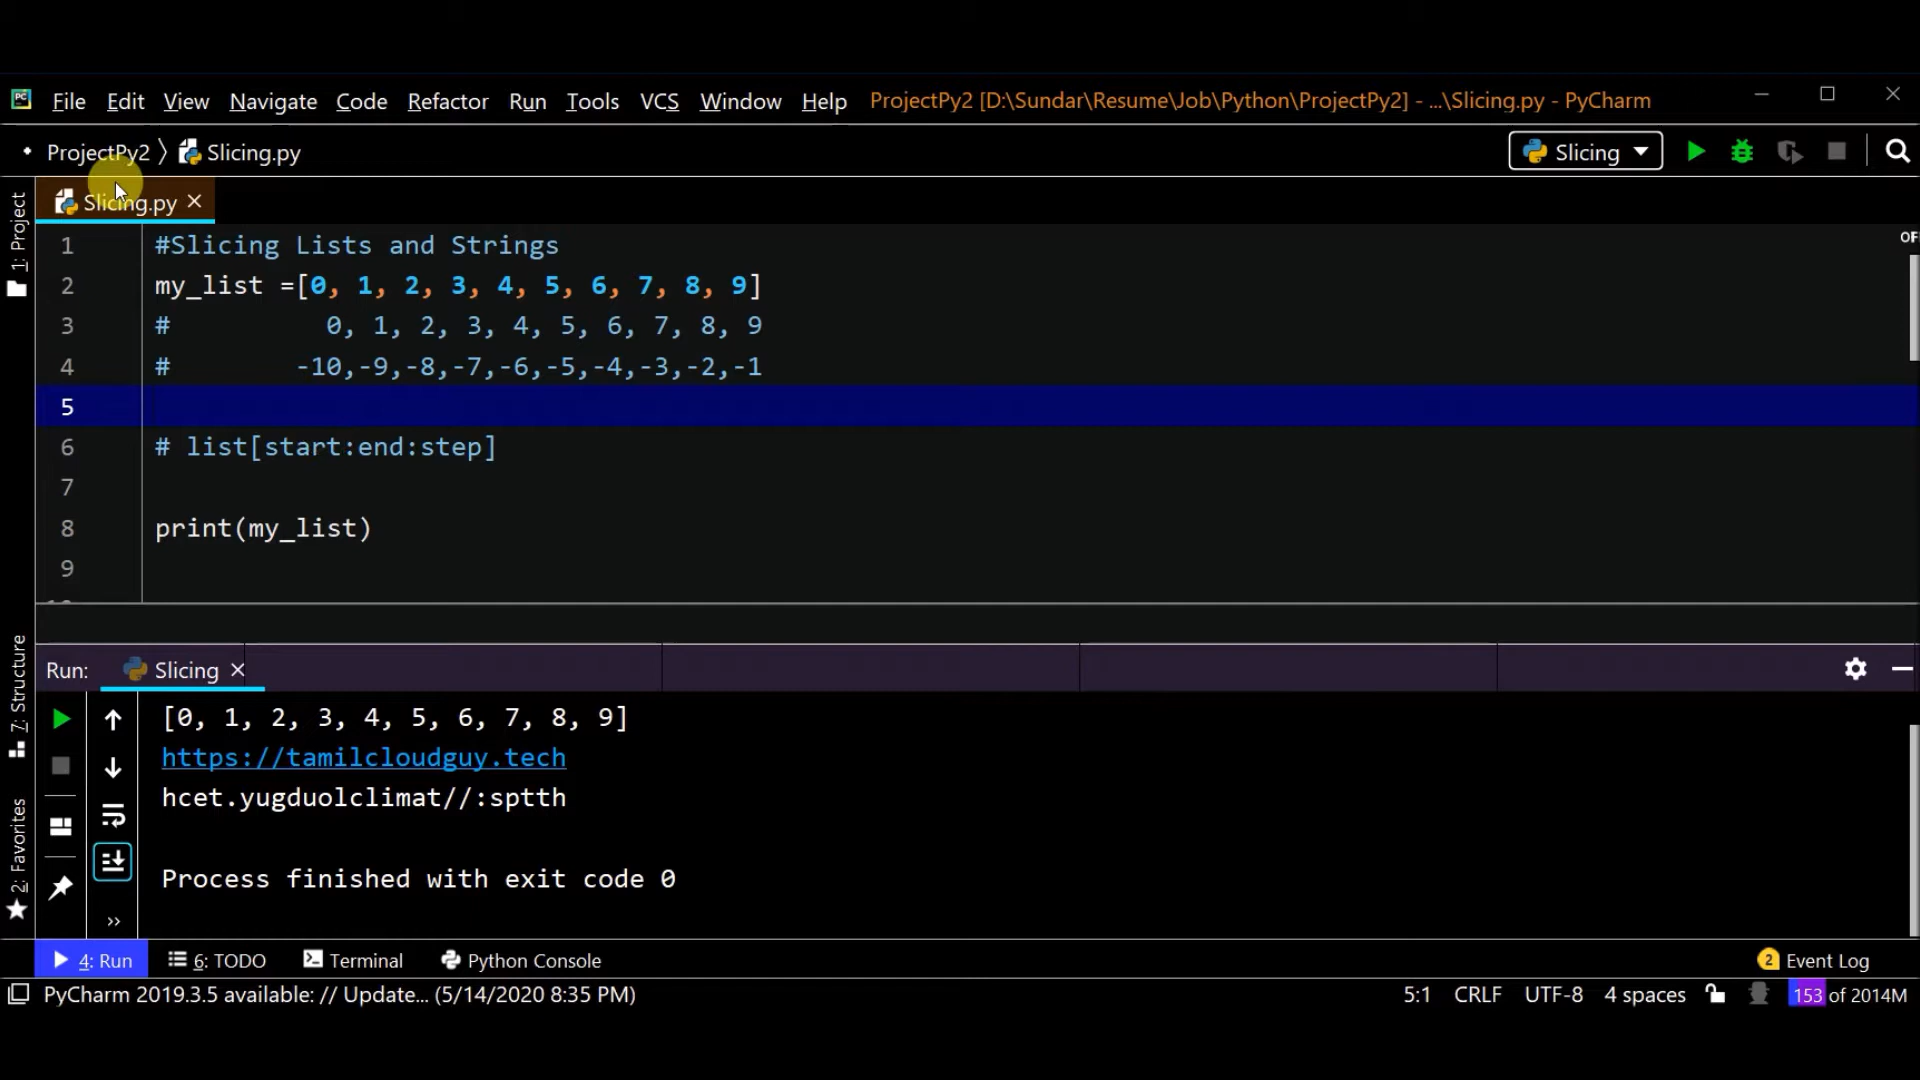 PC File Edit View Navigate Code Refactor Run Tools VCS Window Help ProjectPy2 [D:\Sundar\Resume\Job\Python\ProjectPy2] - ...\Slicing.py - PyCharm
ProjectPy2 Slicing.py Slicing
Slicing.py
1: Project
1 #Slicing Lists and Strings
2 my_list =[0, 1, 2, 3, 4, 5, 6, 7, 8, 9]
3 # 0, 1, 2, 3, 4, 5, 6, 7, 8, 9
4 # -10,-9,-8,-7,-6,-5,-4,-3,-2,-1
5
6 # list[start:end:step]
7
8 print(my_list)
9
7: Structure
2: Favorites
Run: Slicing
[0, 1, 2, 3, 4, 5, 6, 7, 8, 9]
https://tamilcloudguy.tech
hcet.yugduolclimat//:sptth
Process finished with exit code 0
4: Run 6: TODO Terminal Python Console 2 Event Log
PyCharm 2019.3.5 available: // Update... (5/14/2020 8:35 PM) 5:1 CRLF UTF-8 4 spaces 153 of 2014M